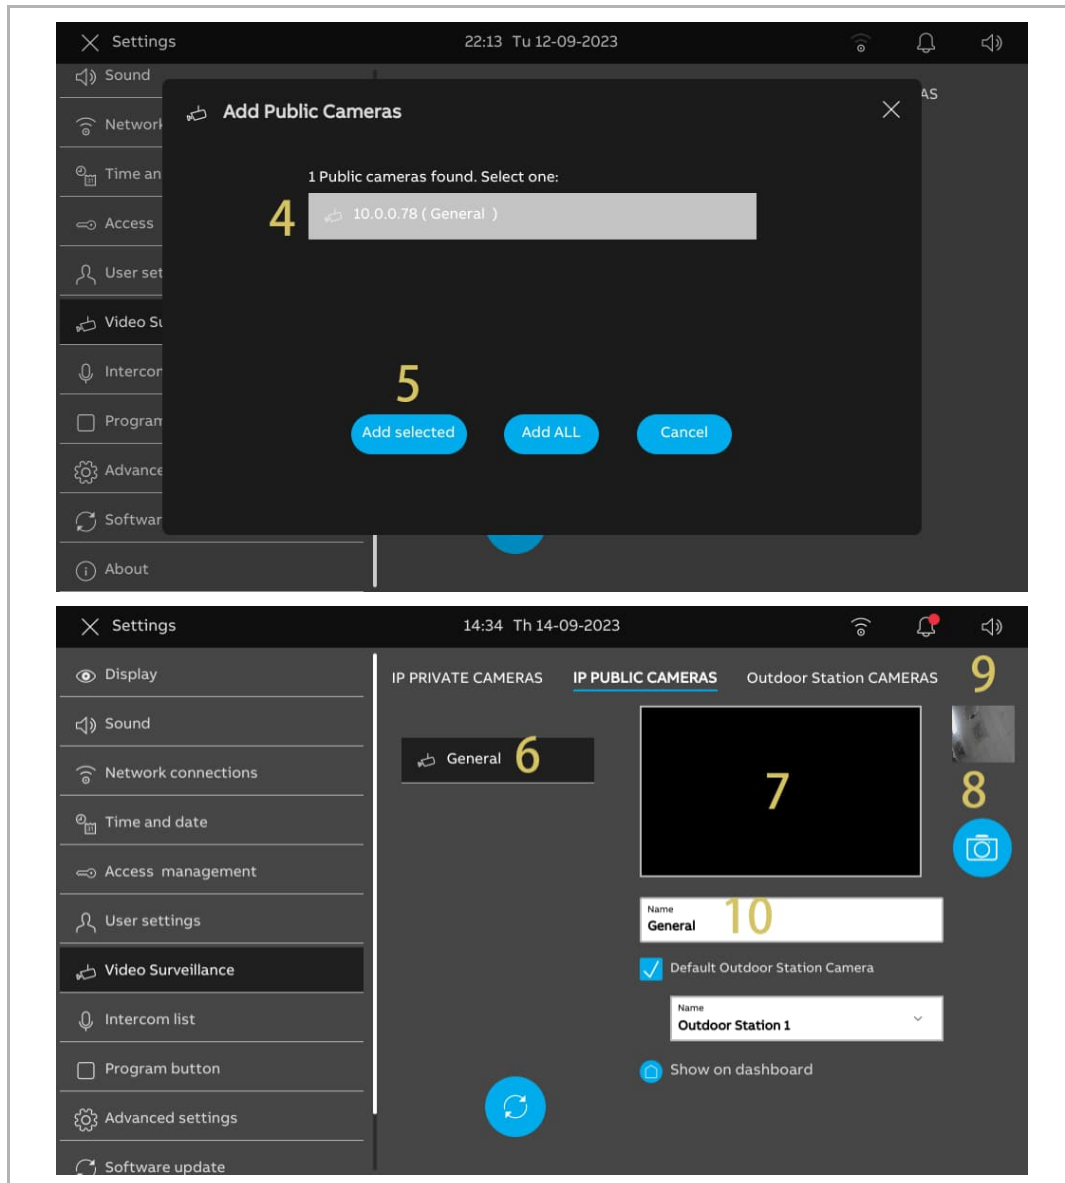 Settings
22:13 Tu 12-09-2023
Sound
AS
Add Public Cameras
Network
Time an
1 Public cameras found. Select one:
4
10.0.0.78 ( General )
Access
User set
Video Su
Intercor
5
Program
Add selected
Add ALL
Cancel
Advance
Softwar
About
Settings
14:34 Th 14-09-2023
Display
IP PRIVATE CAMERAS
IP PUBLIC CAMERAS
Outdoor Station CAMERAS
9
Sound
General
6
Network connections
7
8
Time and date
Access management
Name
General
10
User settings
Video Surveillance
Default Outdoor Station Camera
Name
Outdoor Station 1
Intercom list
Program button
Show on dashboard
Advanced settings
Software update